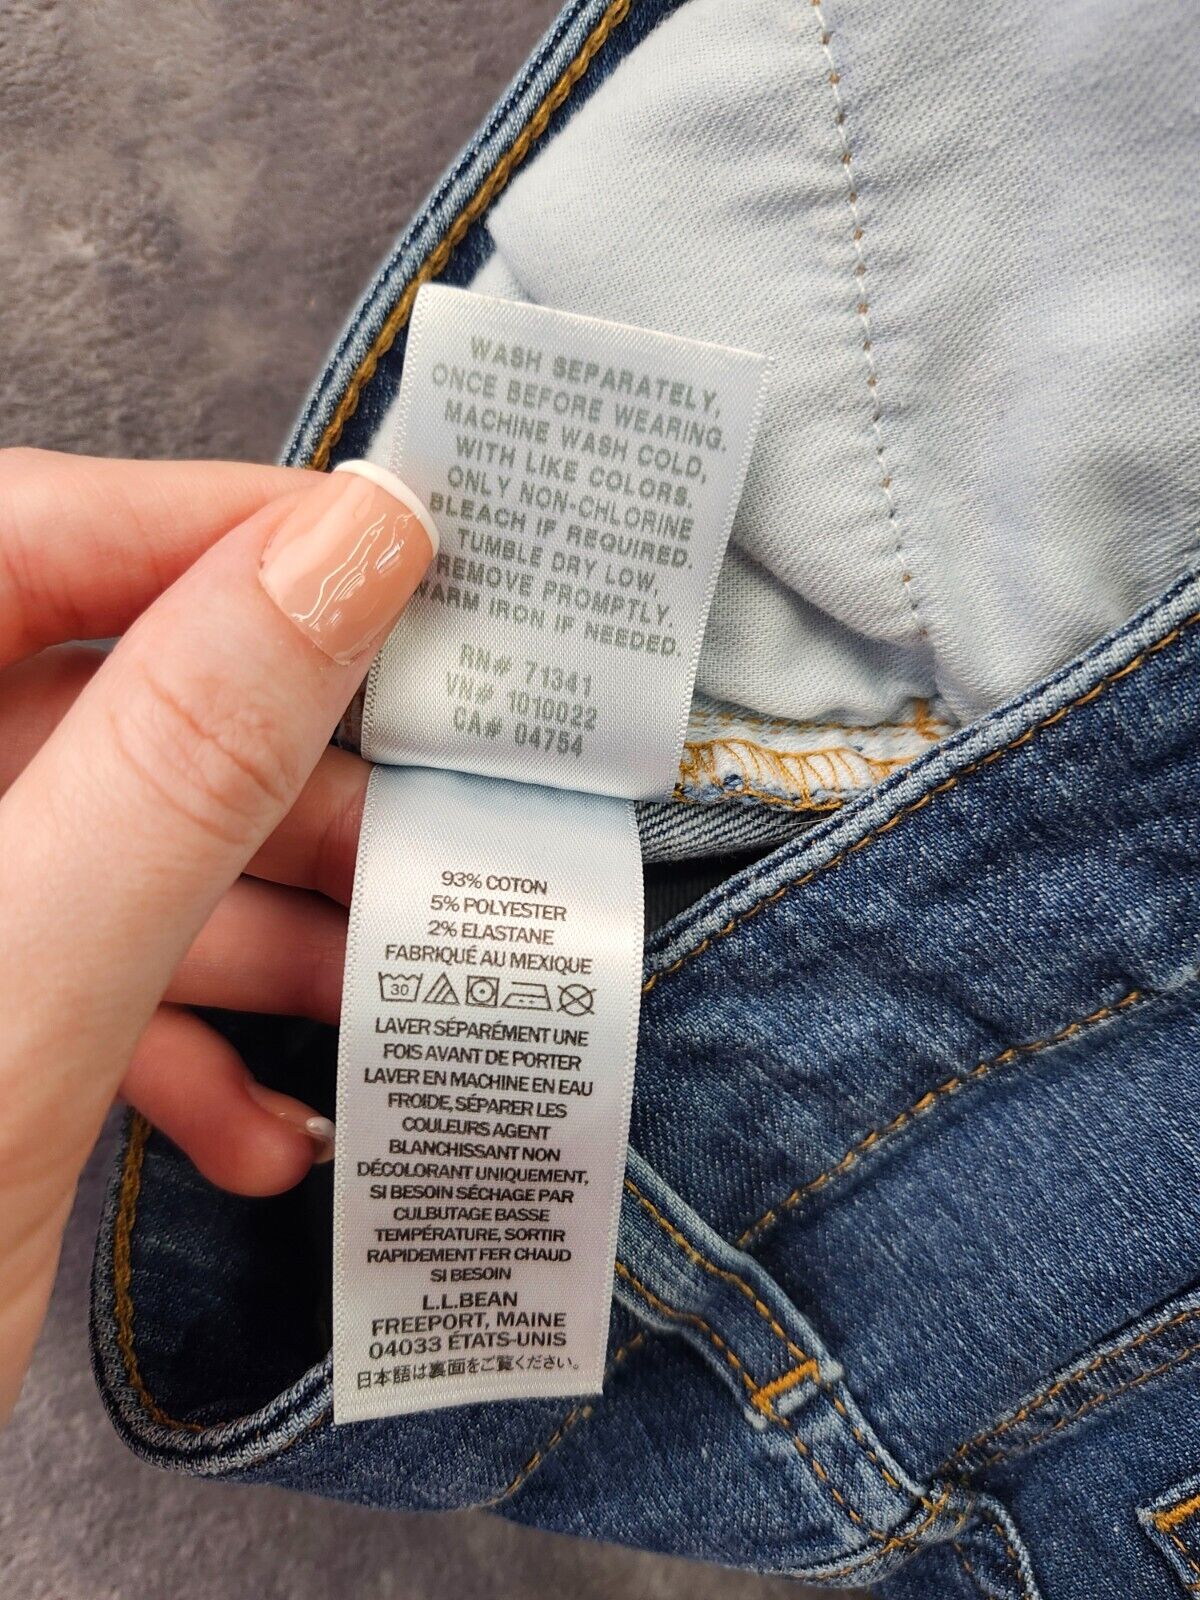 WASH SEPARATELY,
ONCE BEFORE WEARING.
MACHINE WASH COLD,
WITH LIKE COLORS,
ONLY NON-CHLORINE
BLEACH IF REQUIRED.
TUMBLE DRY LOW,
REMOVE PROMPTLY.
WARM IRON IF NEEDED.
RN# 71341
VN# 1010022
CA# 04754
93% COTON
5% POLYESTER
2% ELASTANE
FABRIQUÉ AU MEXIQUE
30
LAVER SÉPARÉMENT UNE
FOIS AVANT DE PORTER
LAVER EN MACHINE EN EAU
FROIDE, SÉPARER LES
COULEURS AGENT
BLANCHISSANT NON
DÉCOLORANT UNIQUEMENT,
SI BESOIN SÉCHAGE PAR
CULBUTAGE BASSE
TEMPÉRATURE, SORTIR
RAPIDEMENT FER CHAUD
SI BESOIN
L.L.BEAN
FREEPORT, MAINE
04033 ÉTATS-UNIS
日本語は裏面をご覧ください。